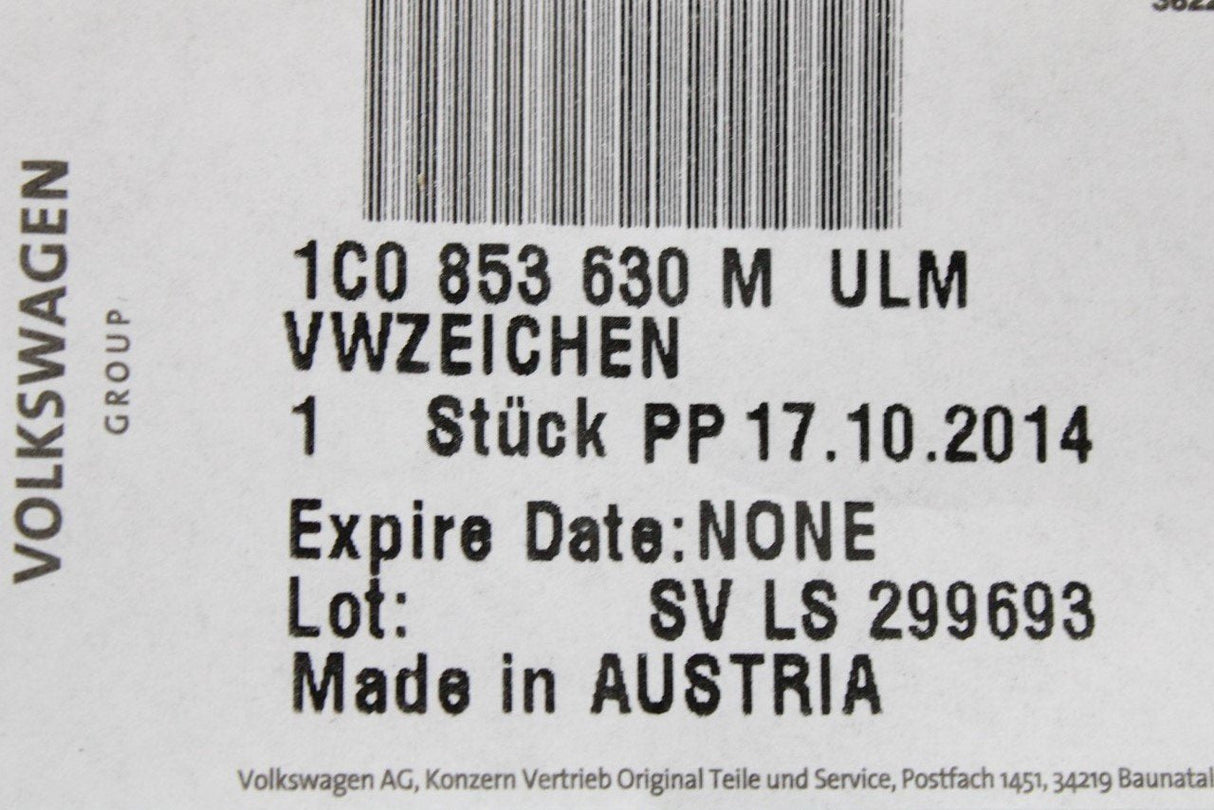 VOLKSWAGEN
GROUP
1C0 853 630 M ULM
VWZEICHEN
1 Stück PP 17.10.2014
Expire Date:NONE
Lot: SV LS 299693
Made in AUSTRIA
Volkswagen AG, Konzern Vertrieb Original Teile und Service, Postfach 1451, 34219 Baunatal